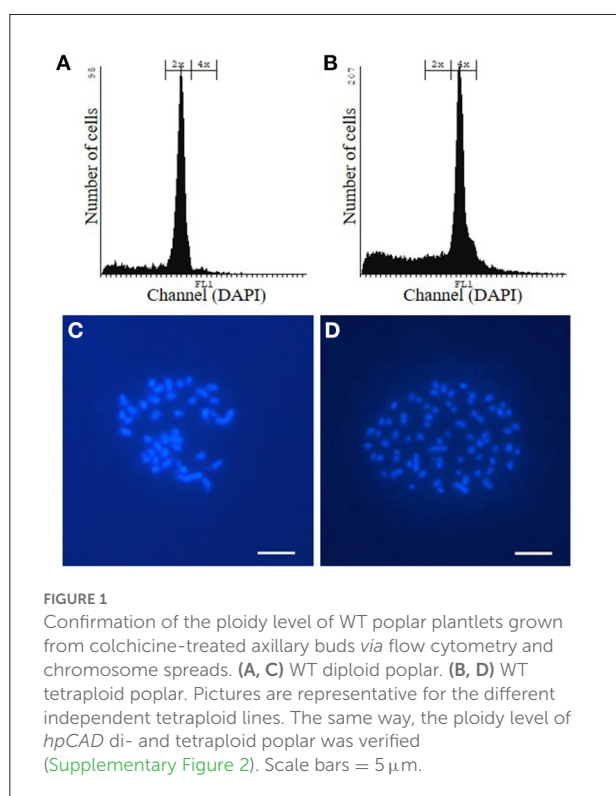 A
B
2x 4x
2x 4x
98
207
Number of cells
Number of cells
FL1
FL1
Channel (DAPI)
Channel (DAPI)
C
D
FIGURE 1
Confirmation of the ploidy level of WT poplar plantlets grown
from colchicine-treated axillary buds via flow cytometry and
chromosome spreads. (A, C) WT diploid poplar. (B, D) WT
tetraploid poplar. Pictures are representative for the different
independent tetraploid lines. The same way, the ploidy level of
hpCAD di- and tetraploid poplar was verified
(Supplementary Figure 2). Scale bars = 5 μm.